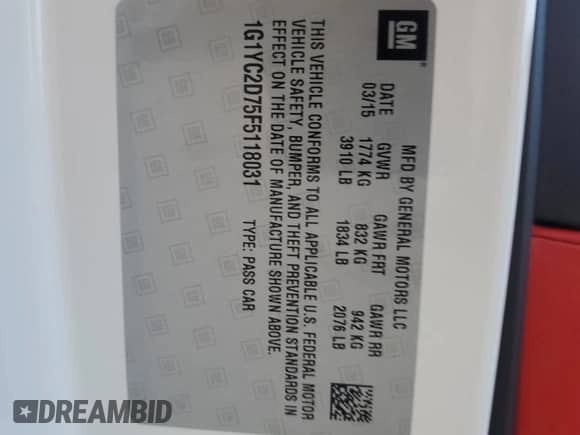 GM
®
MFD BY GENERAL MOTORS LLC
DATE GVWR GAWR FRT GAWR RR
03/15 1774 KG 832 KG 942 KG
3910 LB 1834 LB 2076 LB
THIS VEHICLE CONFORMS TO ALL APPLICABLE U.S. FEDERAL MOTOR
VEHICLE SAFETY, BUMPER, AND THEFT PREVENTION STANDARDS IN
EFFECT ON THE DATE OF MANUFACTURE SHOWN ABOVE.
1G1YC2D75F5118031 TYPE: PASS CAR
DREAMBID